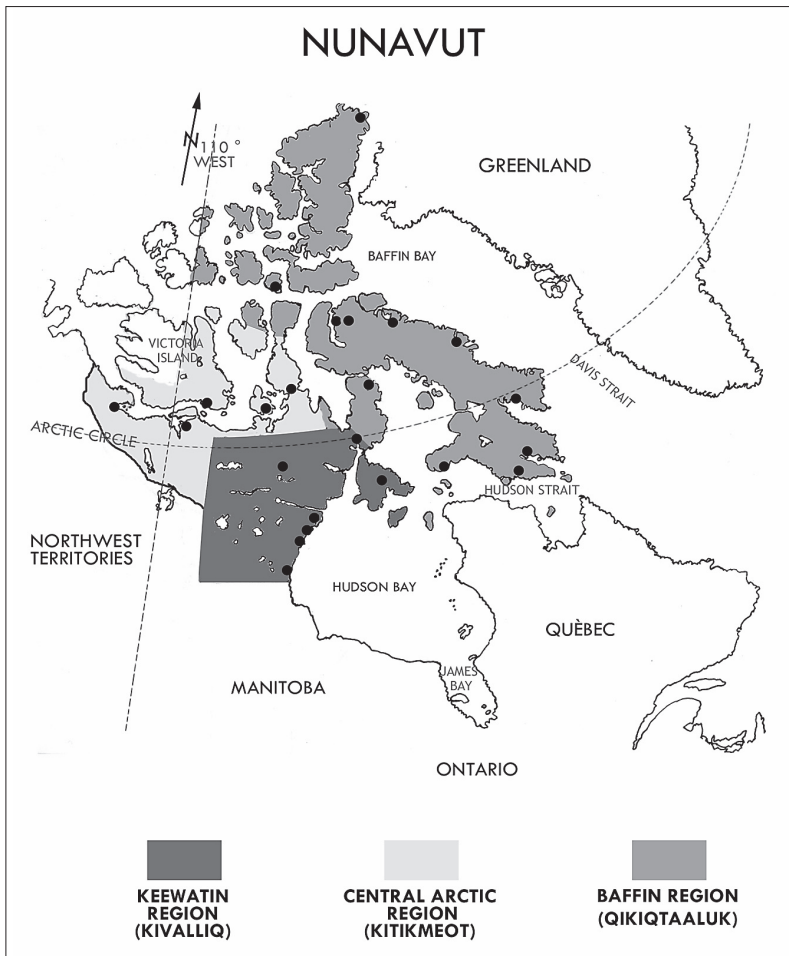 NUNAVUT
N
110 °
WEST
GREENLAND
BAFFIN BAY
VICTORIA
ISLAND
DAVIS STRAIT
ARCTIC CIRCLE
HUDSON STRAIT
NORTHWEST
TERRITORIES
HUDSON BAY
QUÈBEC
JAMES
BAY
MANITOBA
ONTARIO
KEEWATIN
REGION
(KIVALLIQ)
CENTRAL ARCTIC
REGION
(KITIKMEOT)
BAFFIN REGION
(QIKIQTAALUK)